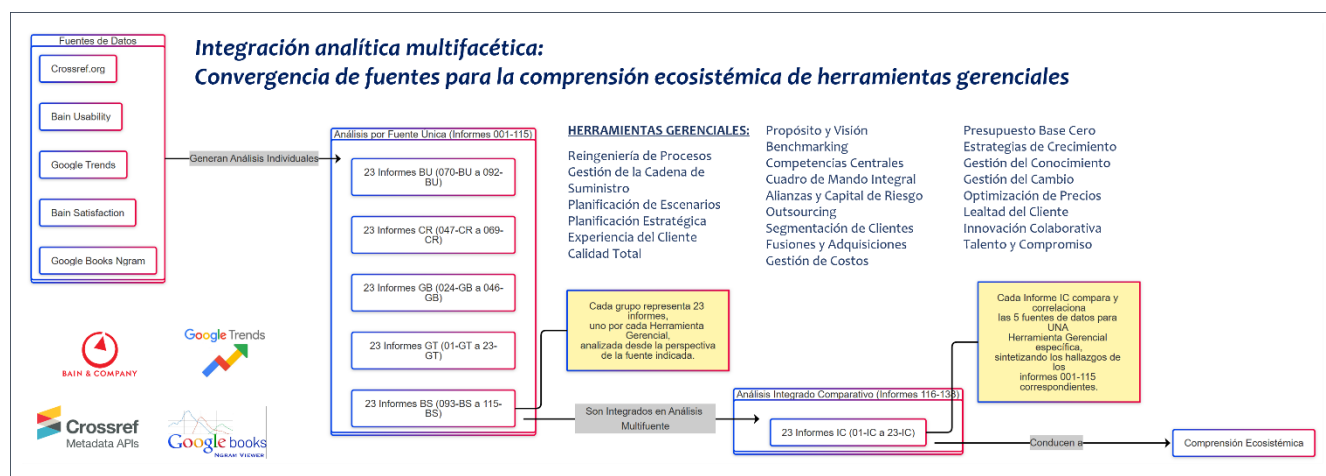 Integración analítica multifacética:
Convergencia de fuentes para la comprensión ecosistémica de herramientas gerenciales
Fuentes de Datos
Crossref.org
Bain Usability
Google Trends
Bain Satisfaction
Google Books Ngram
Generan Análisis Individuales
Análisis por Fuente Única (Informes 001-115)
23 Informes BU (070-BU a 092-
BU)
23 Informes CR (047-CR a 069-
CR)
23 Informes GB (024-GB a 046-
GB)
23 Informes GT (01-GT a 23-
GT)
23 Informes BS (093-BS a 115-
BS)
HERRAMIENTAS GERENCIALES:
Reingeniería de Procesos
Gestión de la Cadena de
Suministro
Planificación de Escenarios
Planificación Estratégica
Experiencia del Cliente
Calidad Total
Propósito y Visión
Benchmarking
Competencias Centrales
Cuadro de Mando Integral
Alianzas y Capital de Riesgo
Outsourcing
Segmentación de Clientes
Fusiones y Adquisiciones
Gestión de Costos
Presupuesto Base Cero
Estrategias de Crecimiento
Gestión del Conocimiento
Gestión del Cambio
Optimización de Precios
Lealtad del Cliente
Innovación Colaborativa
Talento y Compromiso
Cada grupo representa 23
informes,
uno por cada Herramienta
Gerencial,
analizada desde la perspectiva
de la fuente indicada.
Cada Informe IC compara y
correlaciona
las 5 fuentes de datos para
UNA
Herramienta Gerencial
específica,
sintetizando los hallazgos de
los
informes 001-115
correspondientes.
Son Integrados en Análisis
Multifuente
Análisis Integrado Comparativo (Informes 116-138)
23 Informes IC (01-IC a 23-IC)
Conducen a
Comprensión Ecosistémica
BAIN & COMPANY
Google Trends
Crossref
Metadata APIs
Google books
NGRAM VIEWER